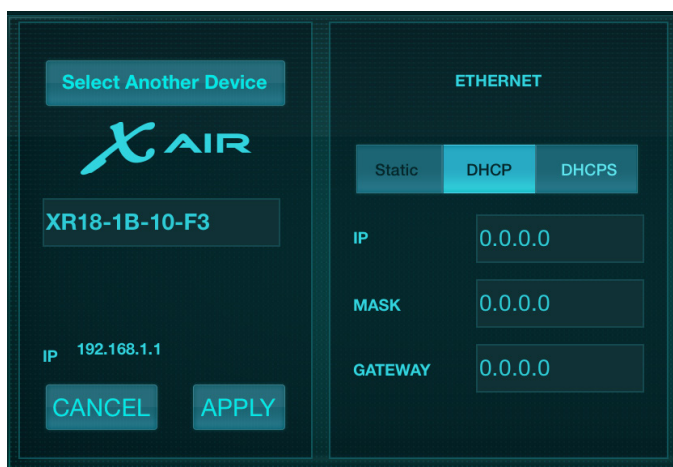 Select Another Device
X AIR
XR18-1B-10-F3
IP 192.168.1.1
CANCEL APPLY
ETHERNET
Static DHCP DHCPS
IP 0.0.0.0
MASK 0.0.0.0
GATEWAY 0.0.0.0